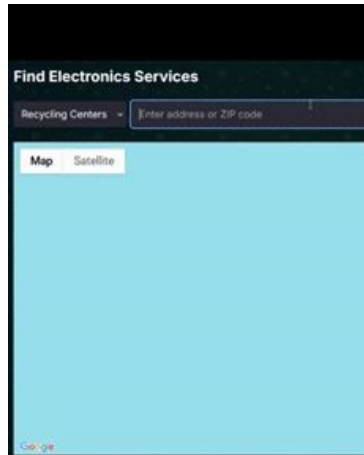 Find Electronics Services
Recycling Centers
Enter address or ZIP code
Map Satellite
Google